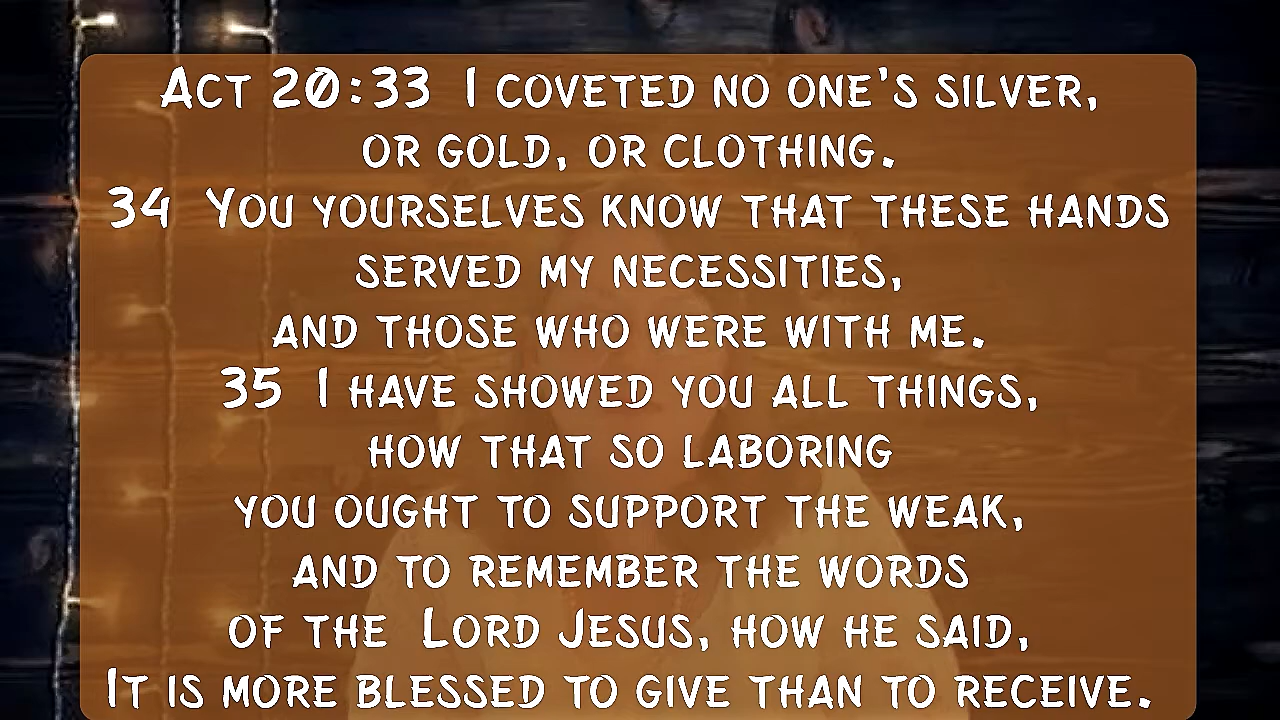 Act 20:33 I coveted no one's silver,
or gold, or clothing.
34 You yourselves know that these hands
served my necessities,
and those who were with me.
35 I have showed you all things,
how that so laboring
you ought to support the weak,
and to remember the words
of the Lord Jesus, how he said,
It is more blessed to give than to receive.